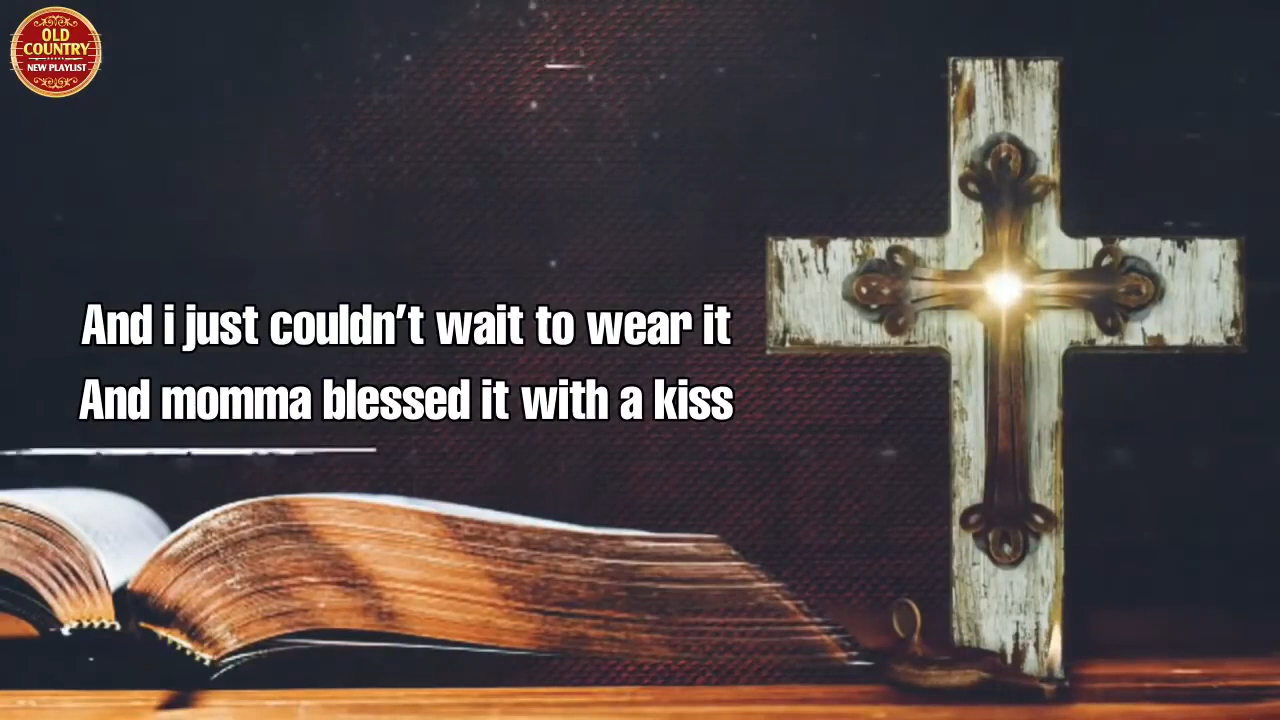 OLD
COUNTRY
NEW PLAYLIST
And i just couldn't wait to wear it
And momma blessed it with a kiss